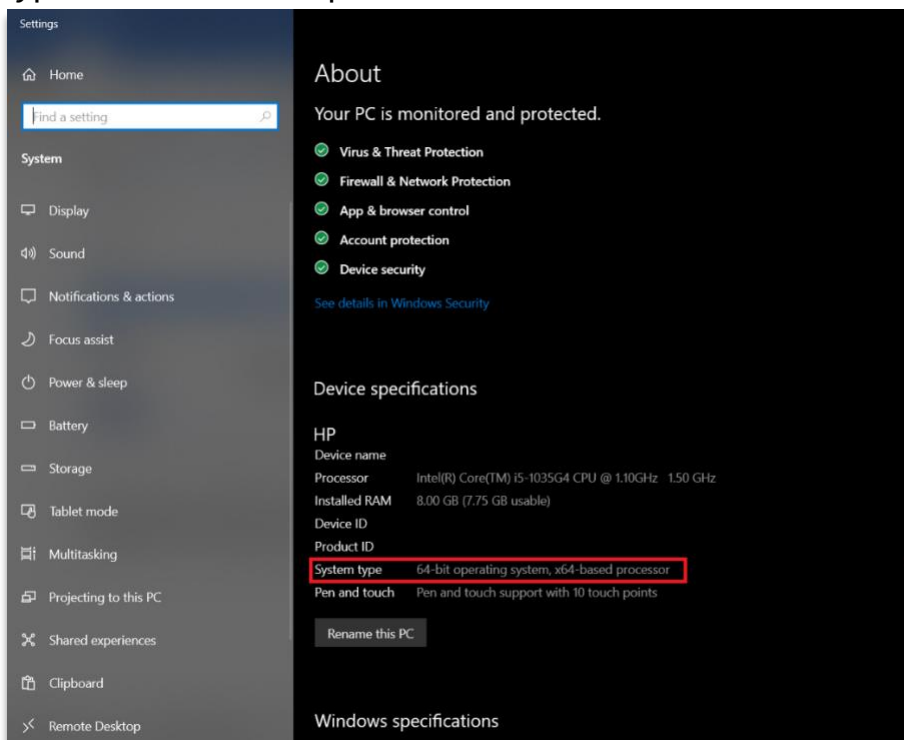 Settings
Home
Find a setting
System
Display
Sound
Notifications & actions
Focus assist
Power & sleep
Battery
Storage
Tablet mode
Multitasking
Projecting to this PC
Shared experiences
Clipboard
Remote Desktop
About
Your PC is monitored and protected.
Virus & Threat Protection
Firewall & Network Protection
App & browser control
Account protection
Device security
See details in Windows Security
Device specifications
HP
Device name
Processor Intel(R) Core(TM) i5-1035G4 CPU @ 1.10GHz 1.50 GHz
Installed RAM 8.00 GB (7.75 GB usable)
Device ID
Product ID
System type 64-bit operating system, x64-based processor
Pen and touch Pen and touch support with 10 touch points
Rename this PC
Windows specifications